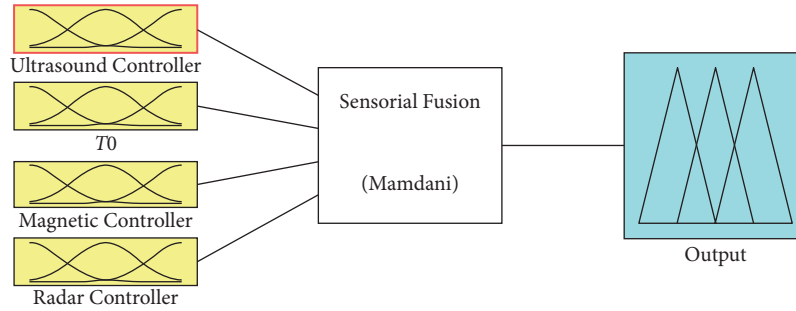 Ultrasound Controller
T0
Magnetic Controller
Radar Controller
Sensorial Fusion
(Mamdani)
Output